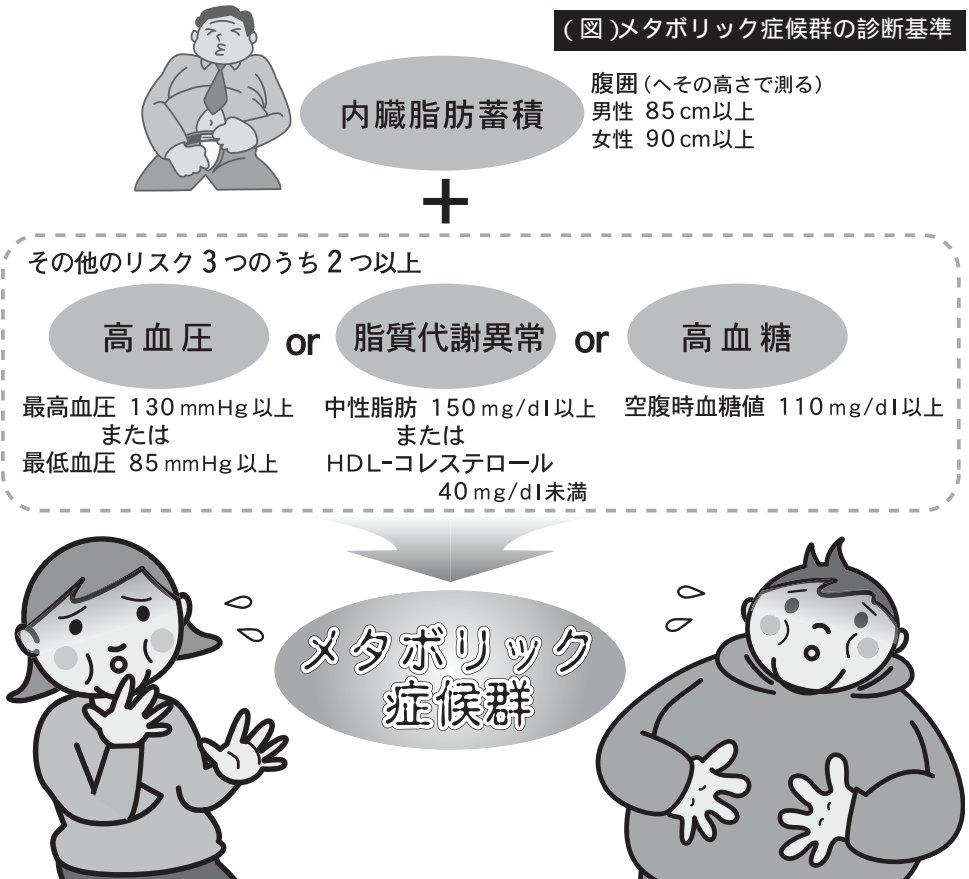 (図)メタボリック症候群の診断基準
内臓脂肪蓄積
腹囲(へその高さで測る)
男性 85cm以上
女性 90cm以上
+
その他のリスク3つのうち2つ以上
高血圧 or 脂質代謝異常 or 高血糖
最高血圧 130mmHg以上
または
最低血圧 85mmHg以上
中性脂肪 150mg/dl以上
または
HDL-コレステロール
40mg/dl未満
空腹時血糖値 110mg/dl以上
メタボリック
症候群